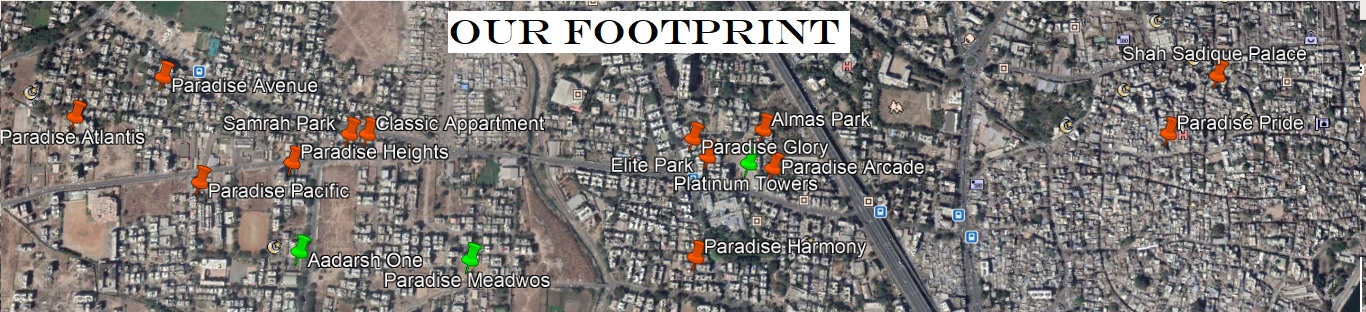 OUR FOOTPRINT
Shah Sadique Palace
Paradise Avenue
Paradise Atlantis
Samrah Park
Classic Appartment
Almas Park
Paradise Pride
Paradise Heights
Paradise Glory
Elite Park
Paradise Arcade
Paradise Pacific
Platinum Towers
Paradise Harmony
Aadarsh One
Paradise Meadwos